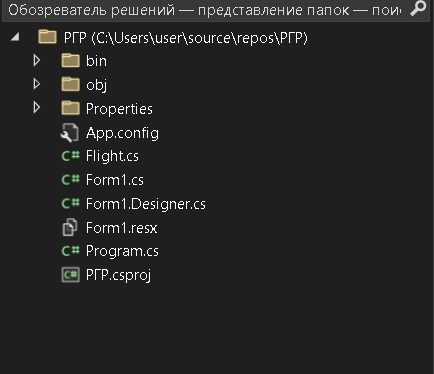 Обозреватель решений — представление папок — пои
РГР (C:\Users\user\source\repos\РГР)
bin
obj
Properties
App.config
Flight.cs
Form1.cs
Form1.Designer.cs
Form1.resx
Program.cs
РГР.csproj